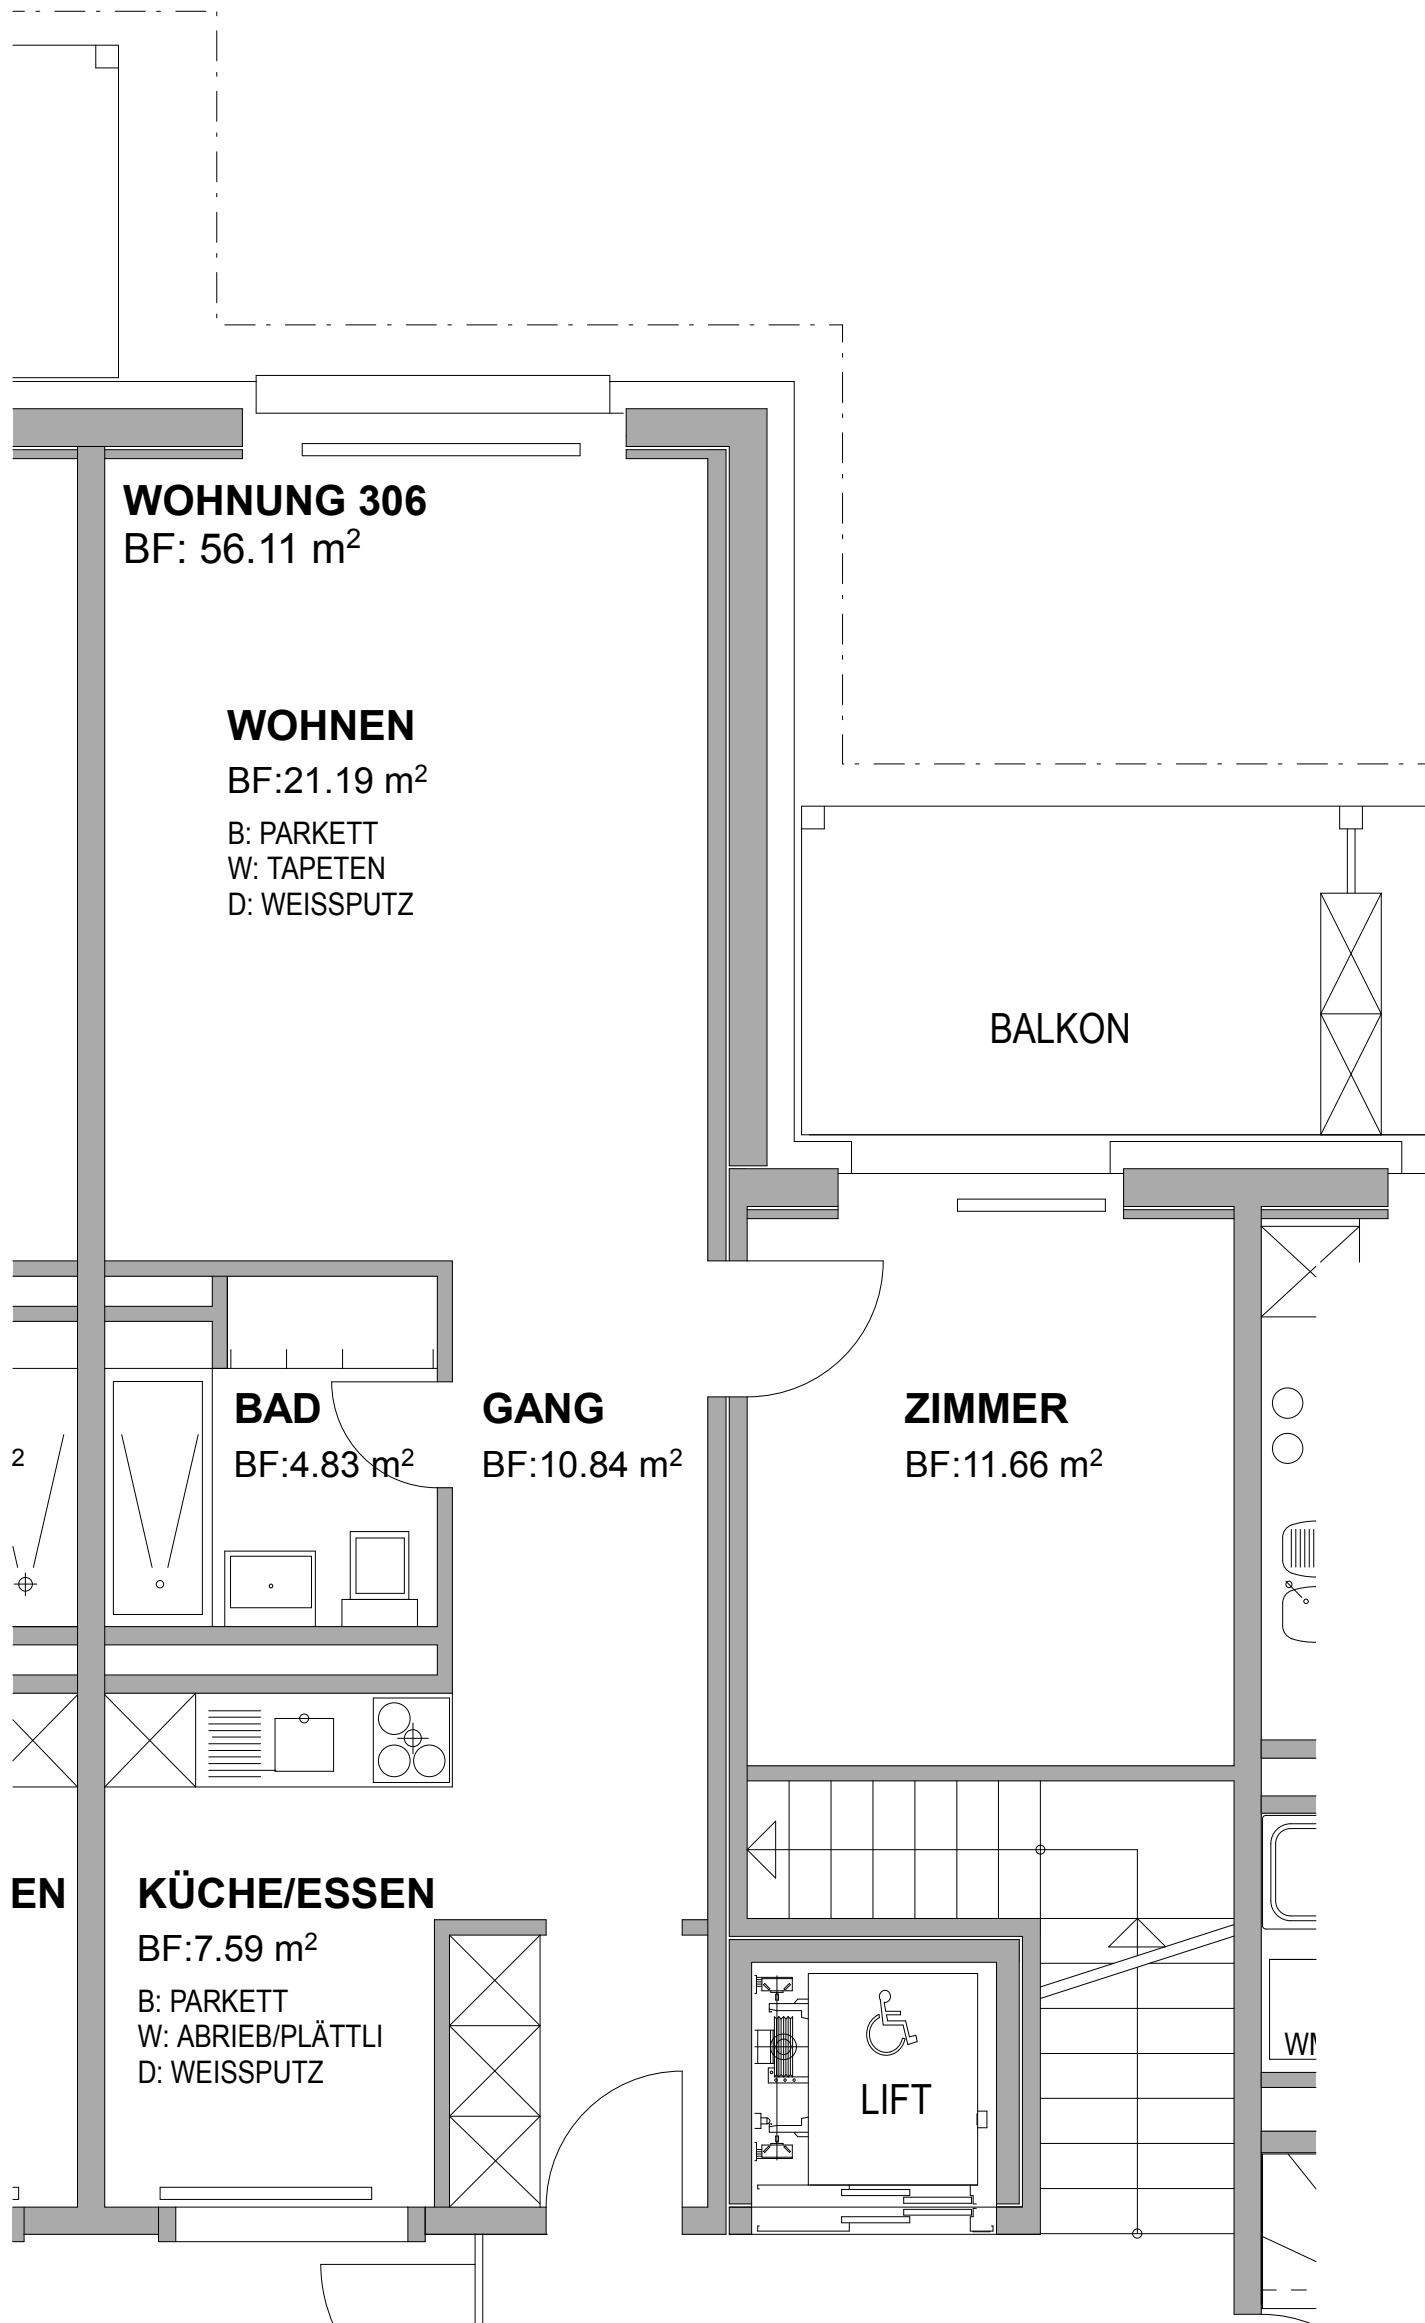 WOHNUNG 306
BF: 56.11 m²
WOHNEN
BF:21.19 m²
B: PARKETT
W: TAPETEN
D: WEISSPUTZ
BALKON
BAD
BF:4.83 m²
GANG
BF:10.84 m²
ZIMMER
BF:11.66 m²
2
EN
KÜCHE/ESSEN
BF:7.59 m²
B: PARKETT
W: ABRIEB/PLÄTTLI
D: WEISSPUTZ
LIFT